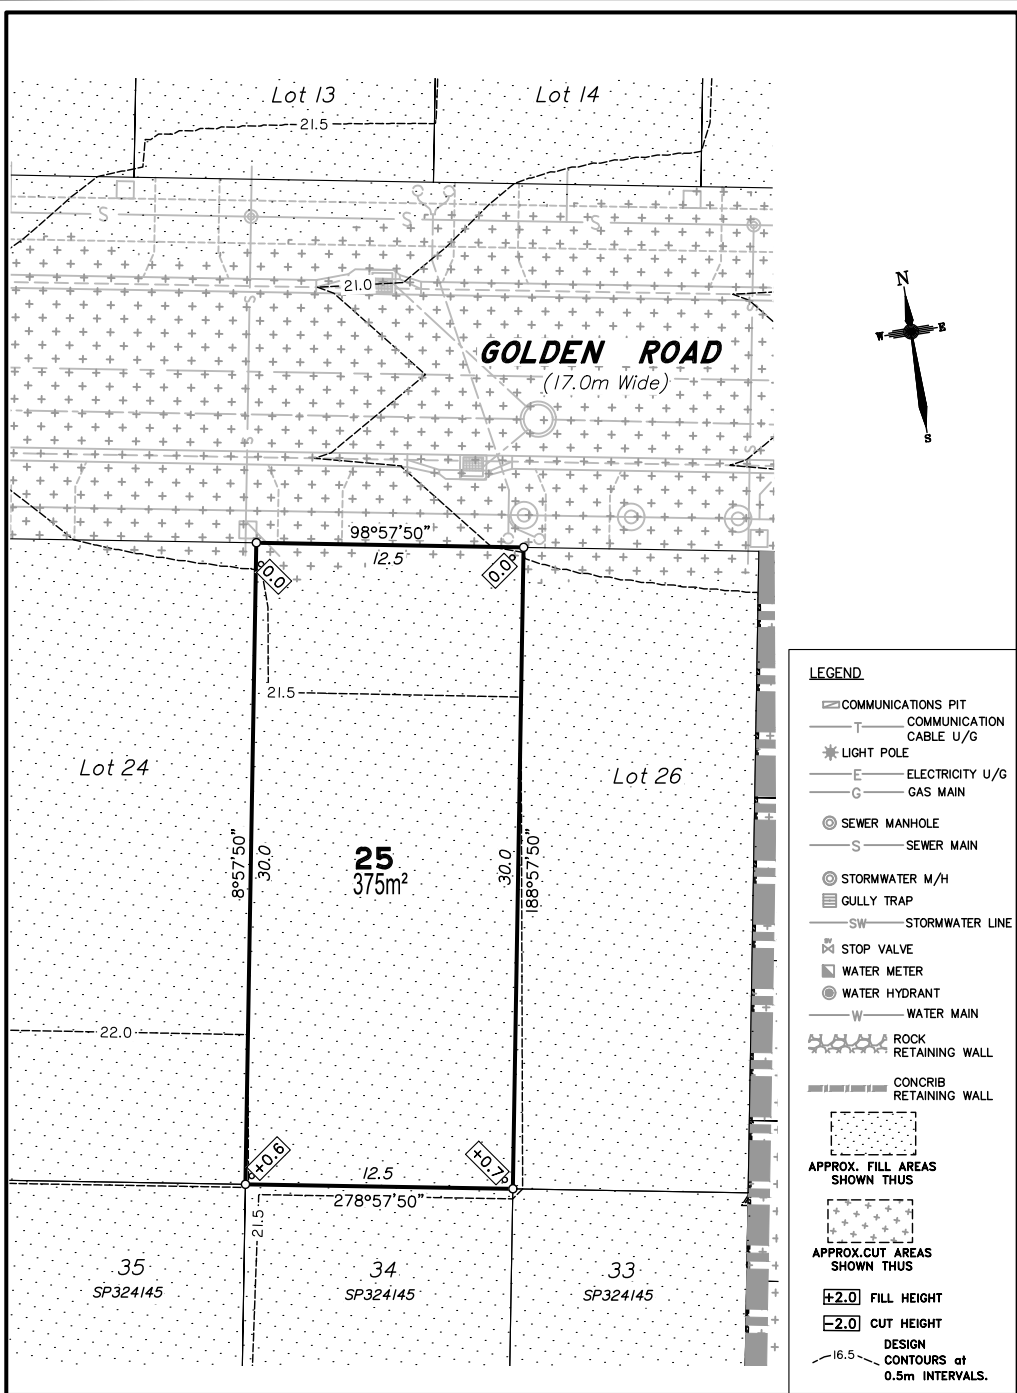 Lot 13
Lot 14
21.5
S
S
S
21.0
S
S
GOLDEN ROAD
(17.0m Wide)
N
W
E
S
S
S
98°57'50"
12.5
0.0
0.0
21.5
Lot 24
Lot 26
8°57'50"
30.0
25
375m²
30.0
188°57'50"
22.0
+0.6
+0.7
12.5
278°57'50"
21.5
35
SP324145
34
SP324145
33
SP324145
LEGEND
COMMUNICATIONS PIT
T
COMMUNICATION
CABLE U/G
LIGHT POLE
E
ELECTRICITY U/G
G
GAS MAIN
SEWER MANHOLE
S
SEWER MAIN
STORMWATER M/H
GULLY TRAP
SW
STORMWATER LINE
SV
STOP VALVE
WATER METER
WATER HYDRANT
W
WATER MAIN
ROCK
RETAINING WALL
CONCRIB
RETAINING WALL
APPROX. FILL AREAS
SHOWN THUS
APPROX.CUT AREAS
SHOWN THUS
+2.0 FILL HEIGHT
-2.0 CUT HEIGHT
16.5
DESIGN
CONTOURS at
0.5m INTERVALS.